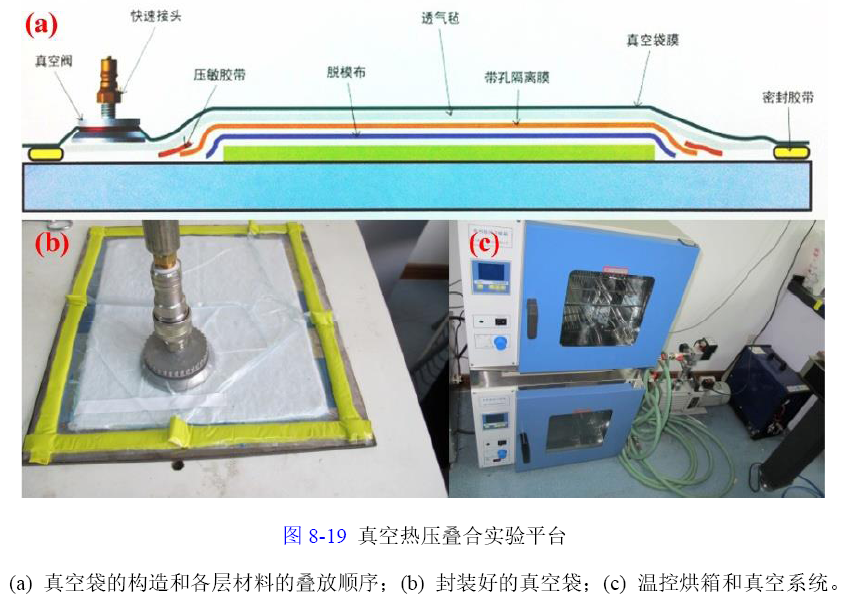 (a)
快速接头
透气毡
真空袋膜
真空阀
压敏胶带
脱模布
带孔隔离膜
密封胶带
(b)
(c)
图 8-19 真空热压叠合实验平台
(a) 真空袋的构造和各层材料的叠放顺序；(b) 封装好的真空袋；(c) 温控烘箱和真空系统。